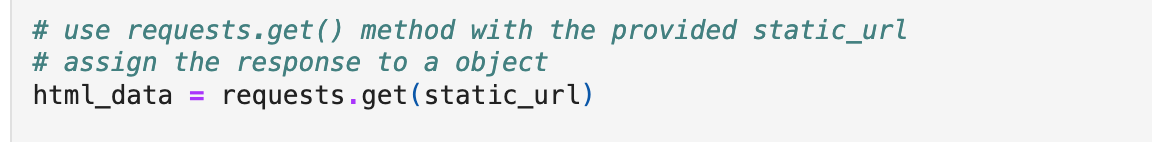 # use requests.get() method with the provided static_url
# assign the response to a object
html_data = requests.get(static_url)